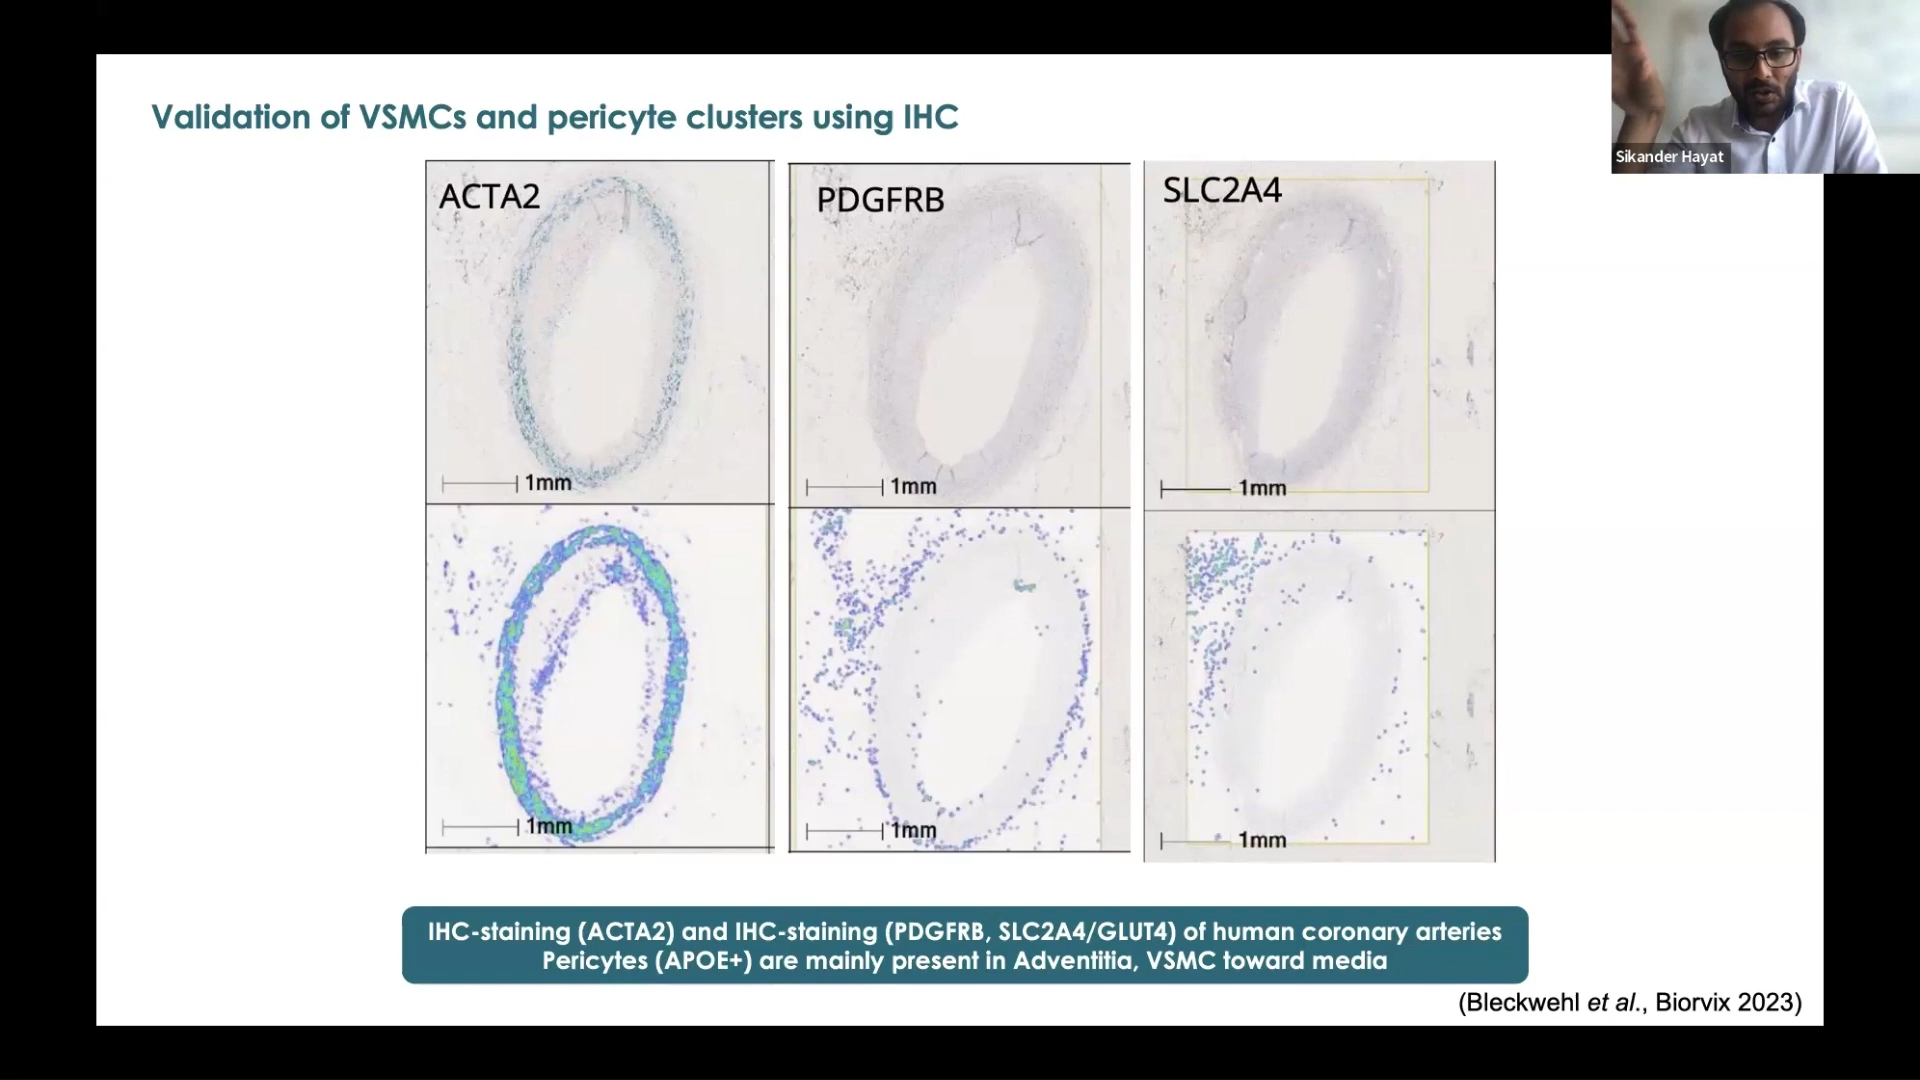 Validation of VSMCs and pericyte clusters using IHC
Sikander Hayat
ACTA2
PDGFRB
SLC2A4
1mm
1mm
1mm
1mm
1mm
1mm
IHC-staining (ACTA2) and IHC-staining (PDGFRB, SLC2A4/GLUT4) of human coronary arteries
Pericytes (APOE+) are mainly present in Adventitia, VSMC toward media
(Bleckwehl et al., Biorvix 2023)